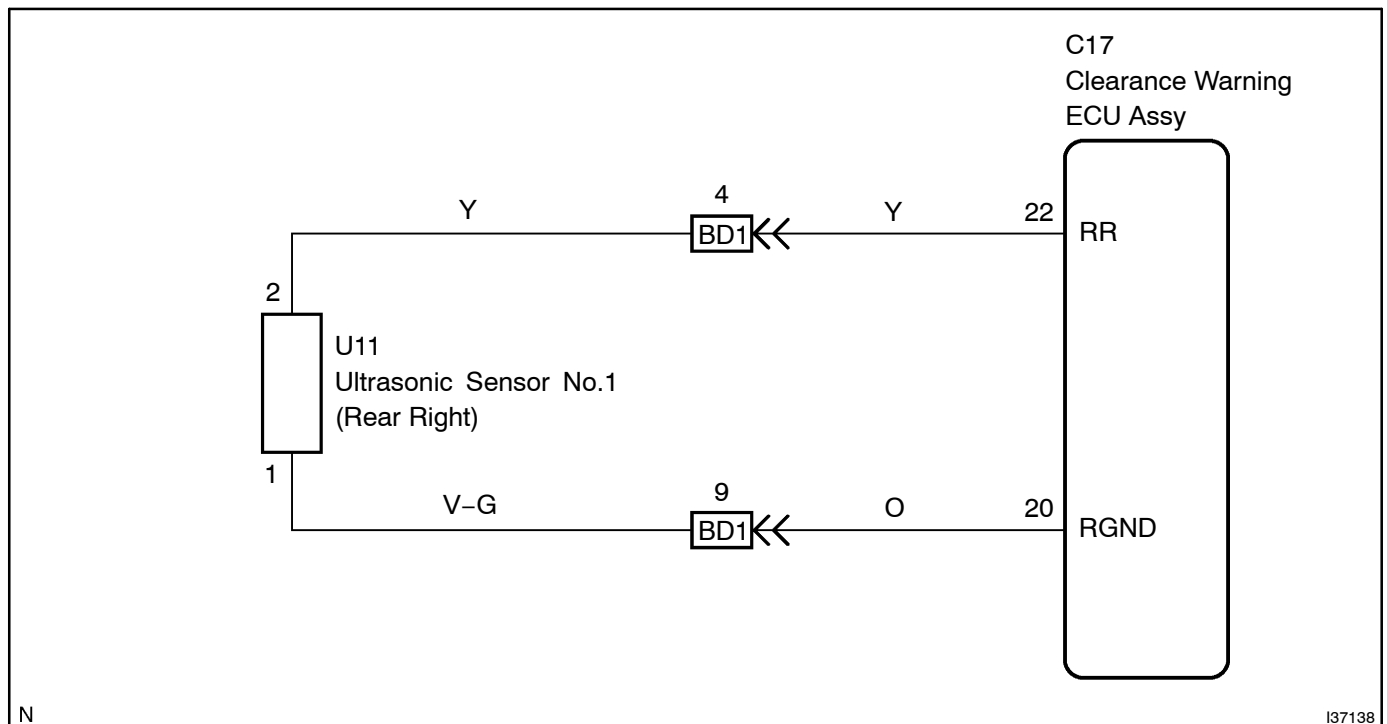 C17
Clearance Warning
ECU Assy
4
Y
BD1
Y
22
RR
2
U11
Ultrasonic Sensor No.1
(Rear Right)
1
V-G
9
BD1
O
20
RGND
N
I37138